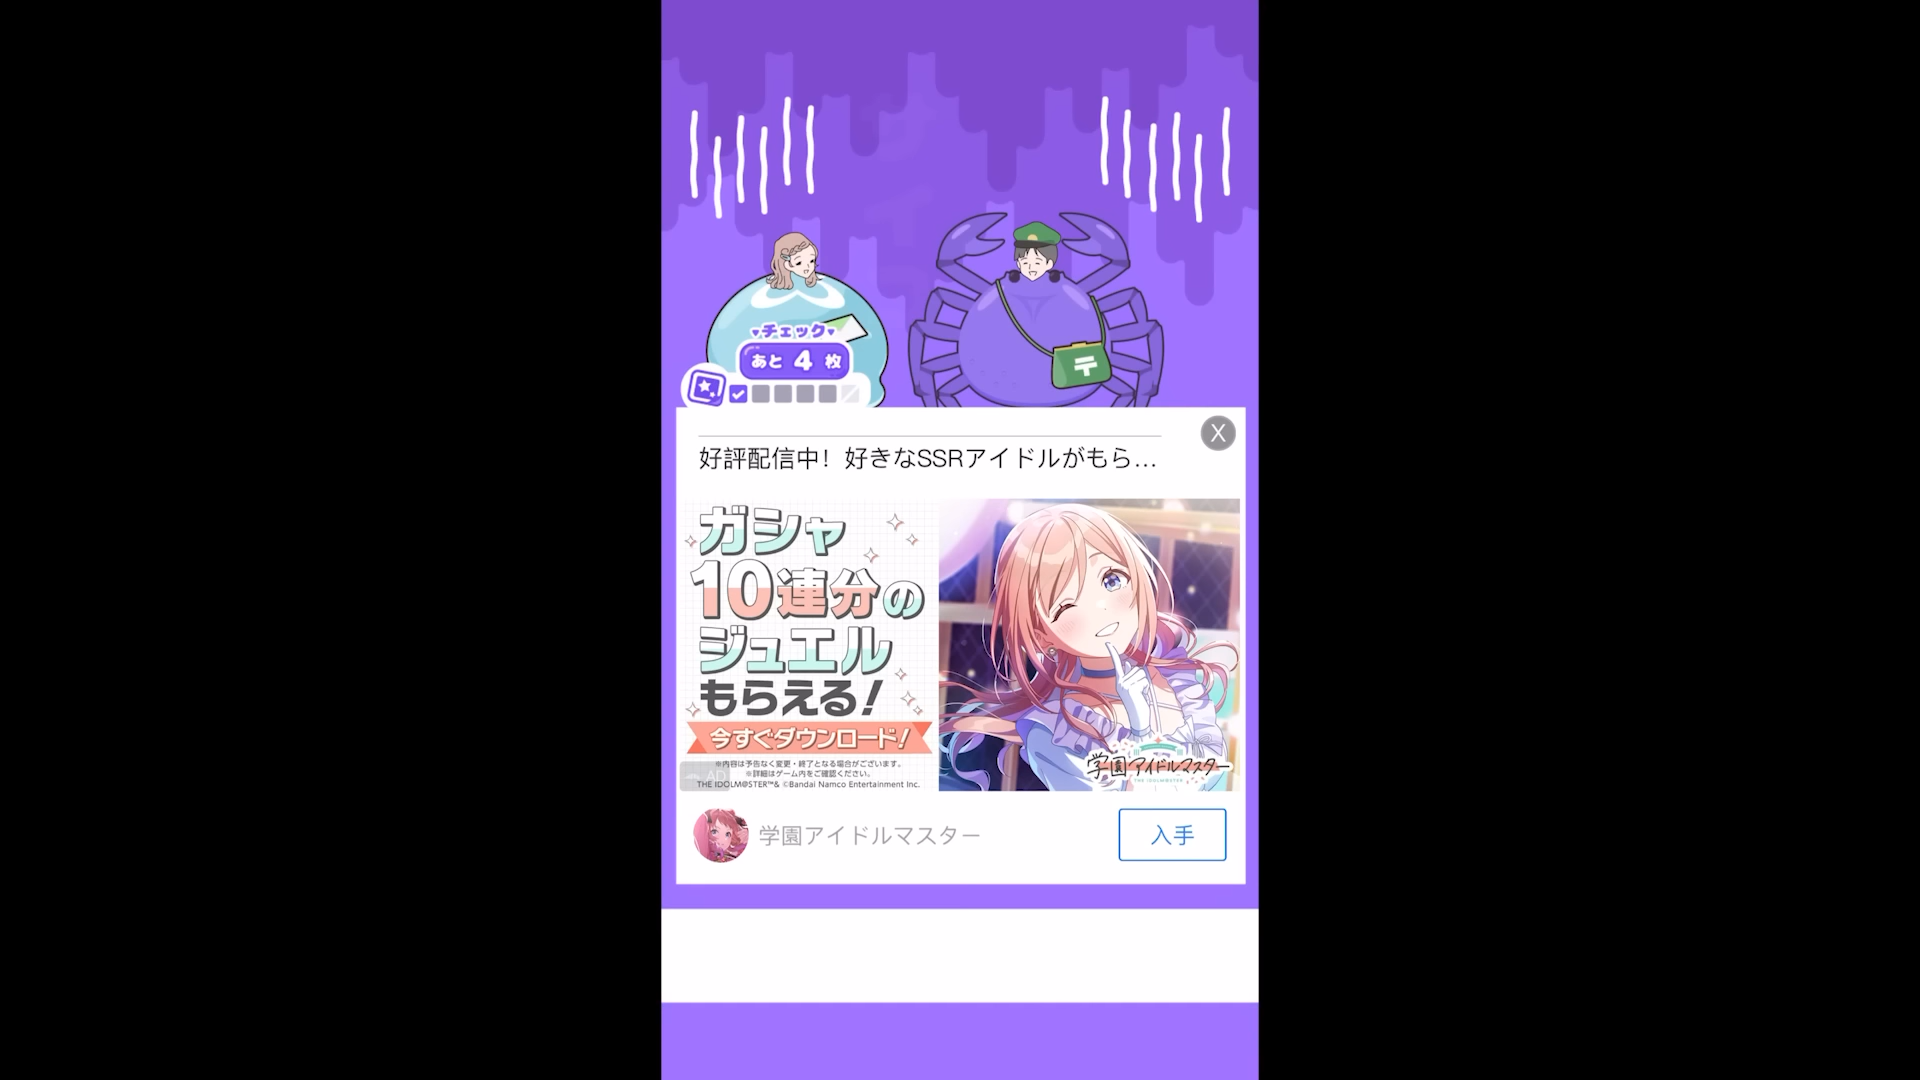 ▼チェック▼
あと 4 枚
X
好評配信中！好きなSSRアイドルがもら…
ガシャ
10連分の
ジュエル
もらえる！
今すぐダウンロード！
※内容は予告なく変更・終了となる場合がございます。
※詳細はゲーム内をご確認ください。
THE IDOLM@STER™& ©Bandai Namco Entertainment Inc.
AD
学園アイドルマスター
THE IDOLM@STER
〒
学園アイドルマスター
入手